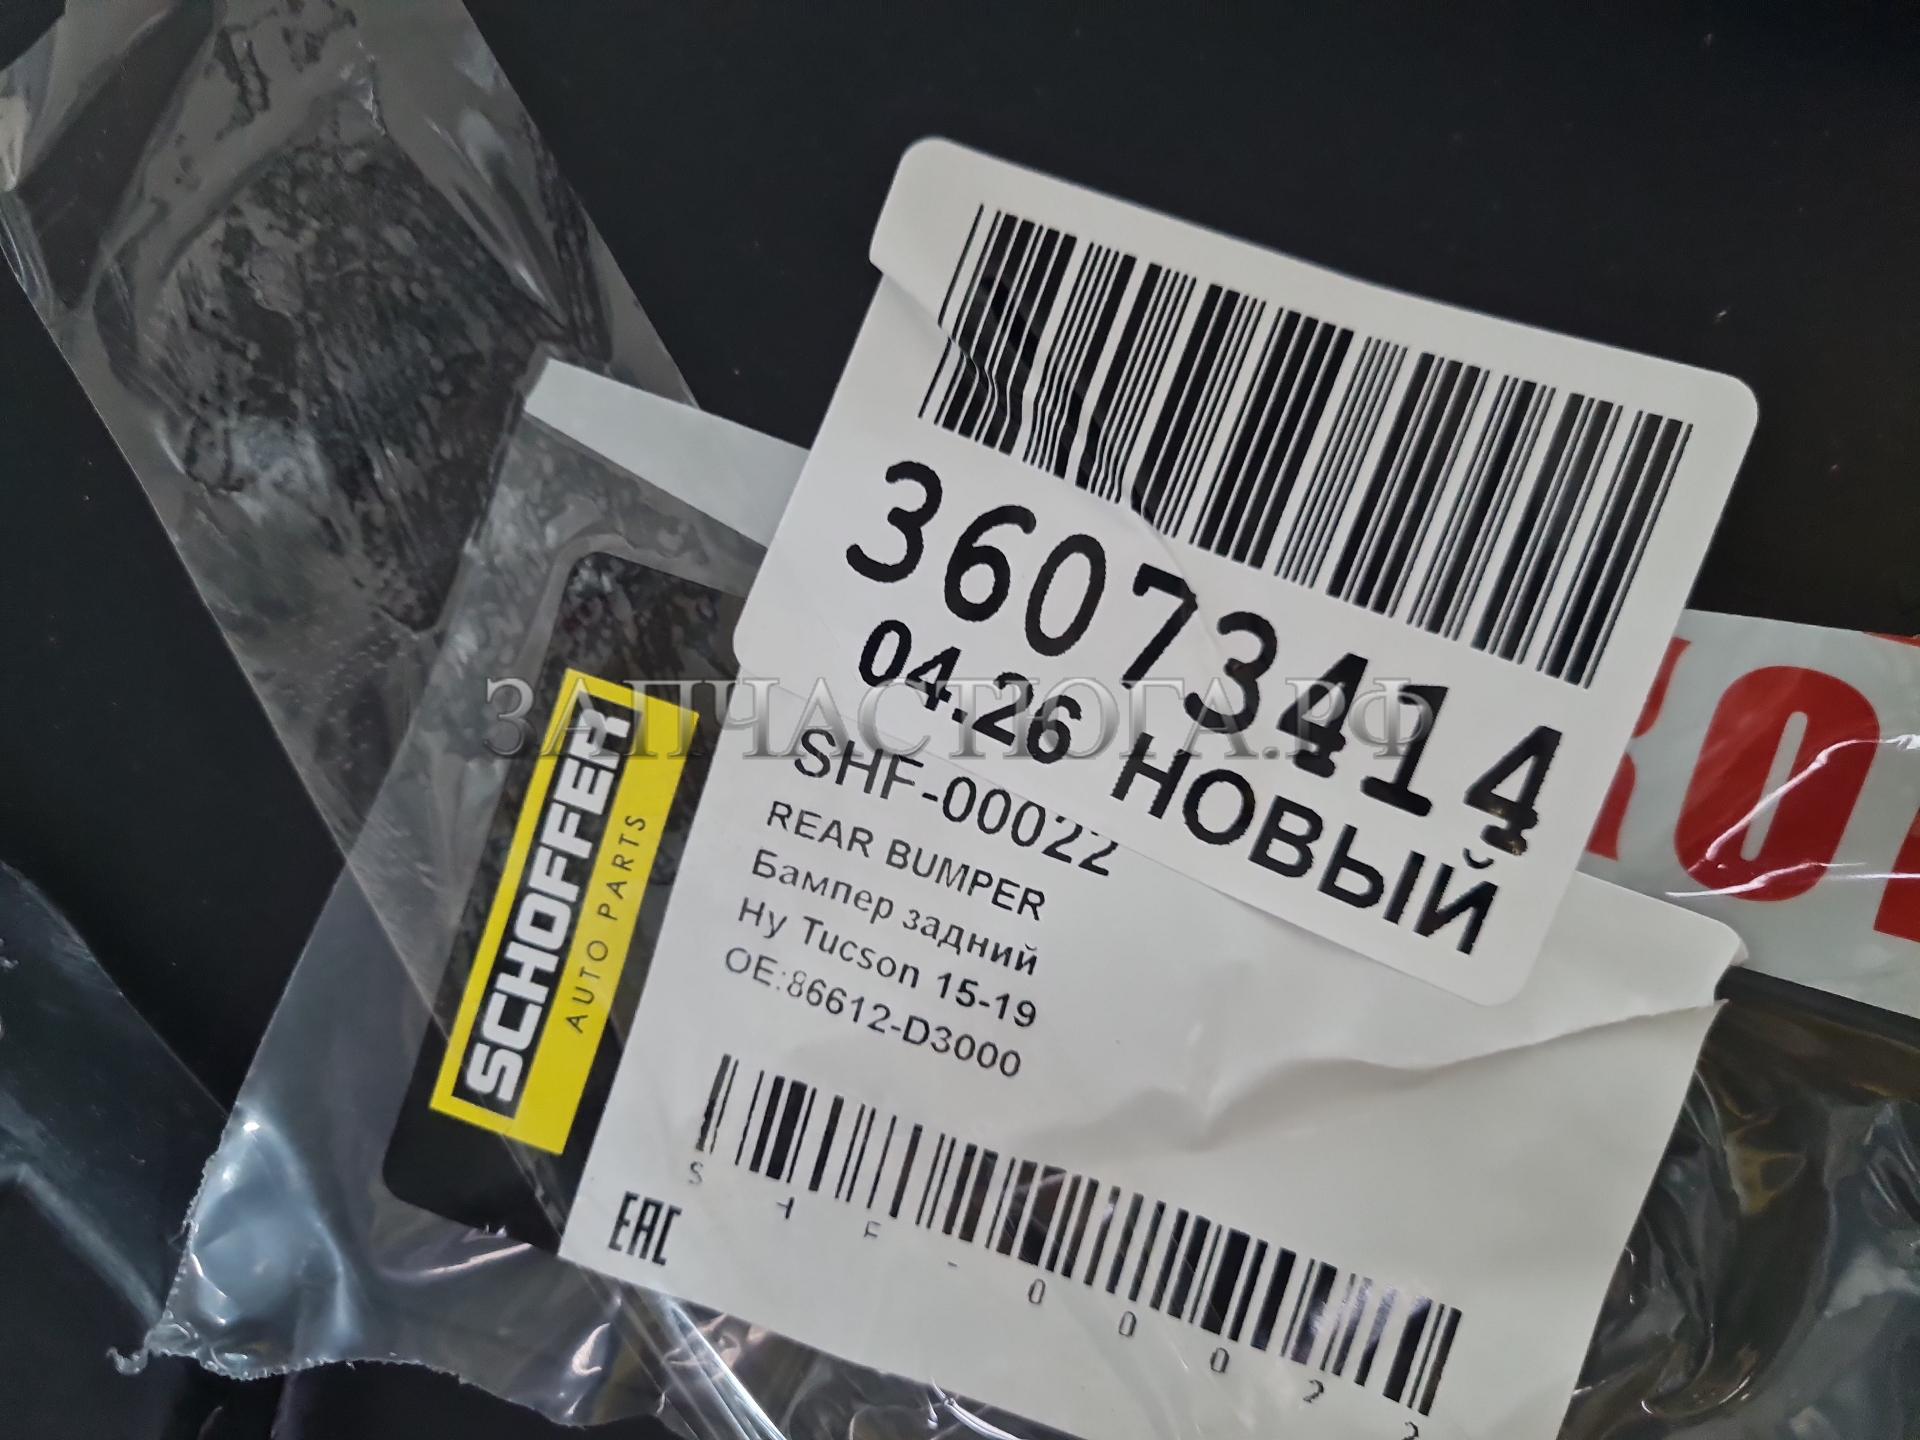 36073414
04.26 НОВЫЙ
ЗАПЧАСТЮГА.РФ
SCHOFFER
AUTO PARTS
SHF-00022
REAR BUMPER
Бампер задний
Hy Tucson 15-19
OE:86612-D3000
SHF-00022
EAC